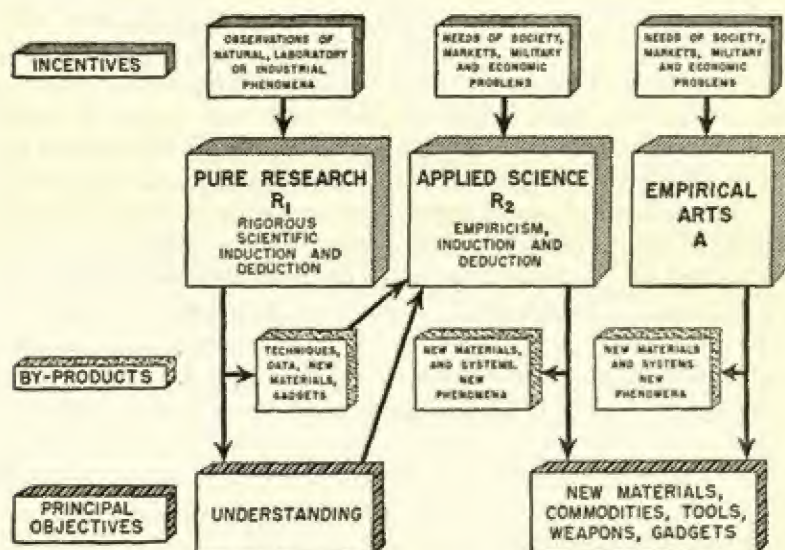 INCENTIVES
OBSERVATIONS OF
NATURAL, LABORATORY
OR INDUSTRIAL
PHENOMENA
NEEDS OF SOCIETY,
MARKETS, MILITARY
AND ECONOMIC
PROBLEMS
NEEDS OF SOCIETY,
MARKETS, MILITARY
AND ECONOMIC
PROBLEMS
PURE RESEARCH
R1
RIGOROUS
SCIENTIFIC
INDUCTION AND
DEDUCTION
APPLIED SCIENCE
R2
EMPIRICISM,
INDUCTION AND
DEDUCTION
EMPIRICAL
ARTS
A
BY-PRODUCTS
TECHNIQUES,
DATA, NEW
MATERIALS,
GADGETS
NEW MATERIALS,
AND SYSTEMS.
NEW
PHENOMENA
NEW MATERIALS
AND SYSTEMS
NEW
PHENOMENA
PRINCIPAL
OBJECTIVES
UNDERSTANDING
NEW MATERIALS,
COMMODITIES, TOOLS,
WEAPONS, GADGETS